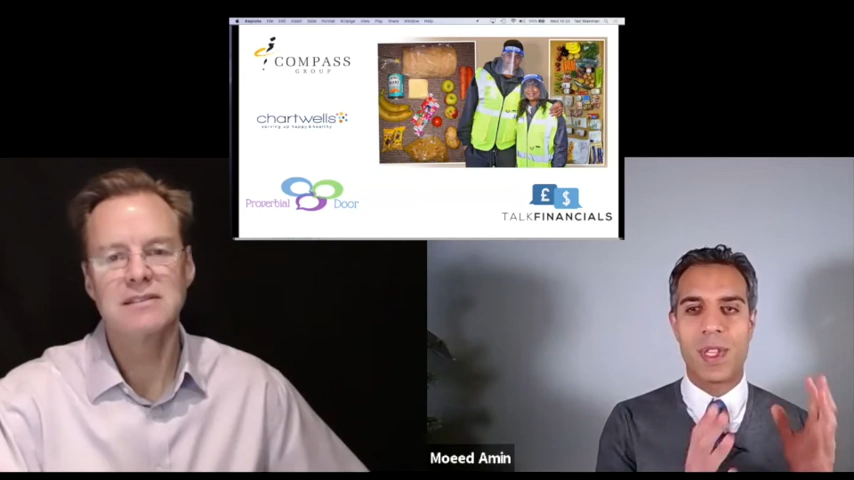 COMPASS
GROUP
chartwells
serving up happy & healthy
Proverbial Door
£ $
TALKFINANCIALS
Moeed Amin